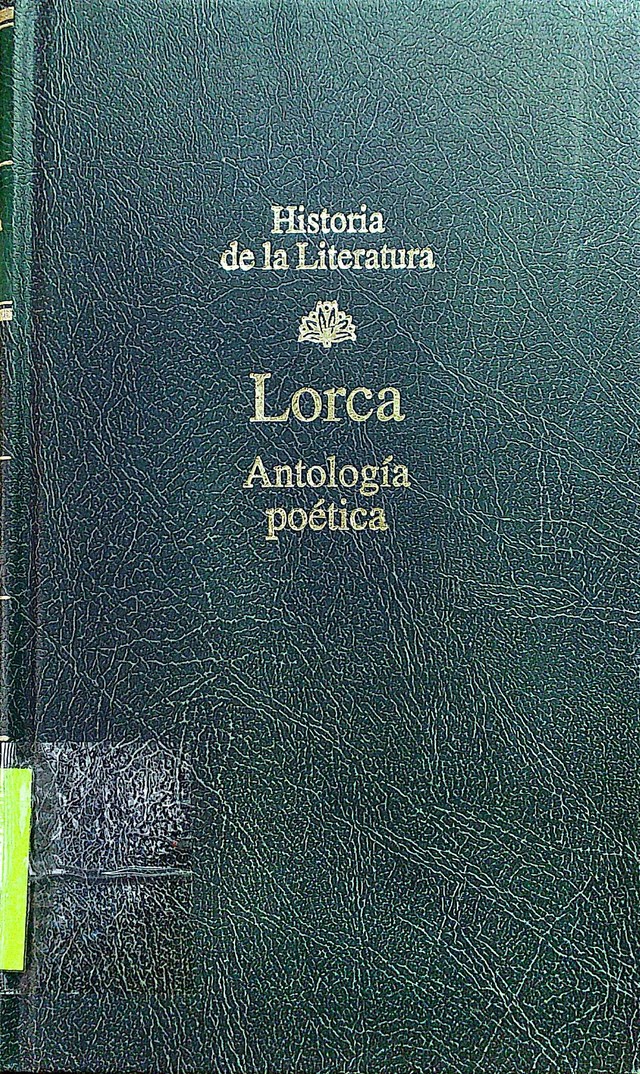 Historia
de la Literatura
Lorca
Antología
poética